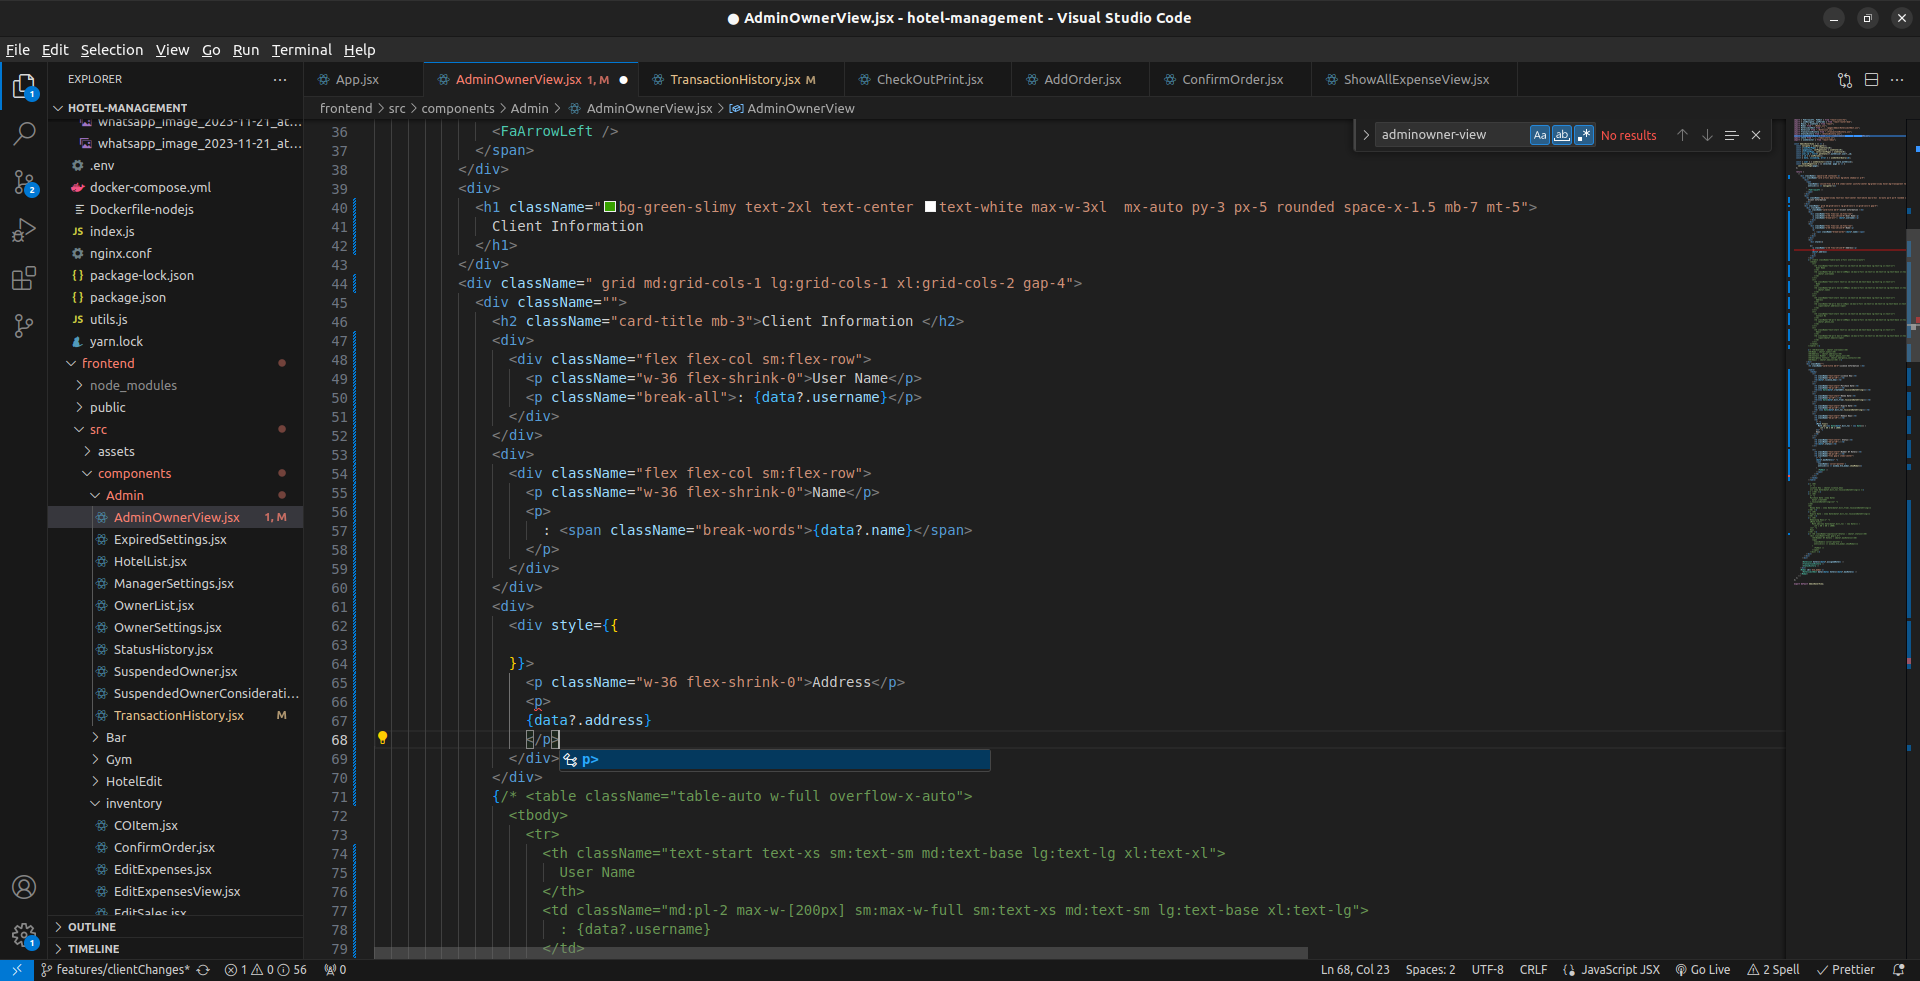 AdminOwnerView.jsx - hotel-management - Visual Studio Code
File Edit Selection View Go Run Terminal Help
EXPLORER
App.jsx
AdminOwnerView.jsx 1, M
TransactionHistory.jsx M
CheckOutPrint.jsx
AddOrder.jsx
ConfirmOrder.jsx
ShowAllExpenseView.jsx
HOTEL-MANAGEMENT
whatsapp_image_2023-11-21_at...
whatsapp_image_2023-11-21_at...
.env
docker-compose.yml
Dockerfile-nodejs
JS index.js
nginx.conf
{} package-lock.json
{} package.json
JS utils.js
yarn.lock
frontend
node_modules
public
src
assets
components
Admin
AdminOwnerView.jsx 1, M
ExpiredSettings.jsx
HotelList.jsx
ManagerSettings.jsx
OwnerList.jsx
OwnerSettings.jsx
StatusHistory.jsx
SuspendedOwner.jsx
SuspendedOwnerConsiderati...
TransactionHistory.jsx M
Bar
Gym
HotelEdit
inventory
COItem.jsx
ConfirmOrder.jsx
EditExpenses.jsx
EditExpensesView.jsx
EditSales.jsx
OUTLINE
TIMELINE
frontend > src > components > Admin > AdminOwnerView.jsx > AdminOwnerView
adminowner-view Aa ab .* No results
36 <FaArrowLeft />
37 </span>
38 </div>
39 <div>
40 <h1 className="bg-green-slimy text-2xl text-center text-white max-w-3xl  mx-auto py-3 px-5 rounded space-x-1.5 mb-7 mt-5">
41 Client Information
42 </h1>
43 </div>
44 <div className=" grid md:grid-cols-1 lg:grid-cols-1 xl:grid-cols-2 gap-4">
45 <div className="">
46 <h2 className="card-title mb-3">Client Information </h2>
47 <div>
48 <div className="flex flex-col sm:flex-row">
49 <p className="w-36 flex-shrink-0">User Name</p>
50 <p className="break-all">: {data?.username}</p>
51 </div>
52 </div>
53 <div>
54 <div className="flex flex-col sm:flex-row">
55 <p className="w-36 flex-shrink-0">Name</p>
56 <p>
57 : <span className="break-words">{data?.name}</span>
58 </p>
59 </div>
60 </div>
61 <div>
62 <div style={{
63
64 }}>
65 <p className="w-36 flex-shrink-0">Address</p>
66 <p>
67 {data?.address}
68 </p>
69 </div>
p>
70 </div>
71 {/* <table className="table-auto w-full overflow-x-auto">
72 <tbody>
73 <tr>
74 <th className="text-start text-xs sm:text-sm md:text-base lg:text-lg xl:text-xl">
75 User Name
76 </th>
77 <td className="md:pl-2 max-w-[200px] sm:max-w-full sm:text-xs md:text-sm lg:text-base xl:text-lg">
78 : {data?.username}
79 </td>
features/clientChanges* 1 0 56 0
Ln 68, Col 23 Spaces: 2 UTF-8 CRLF JavaScript JSX Go Live 2 Spell Prettier